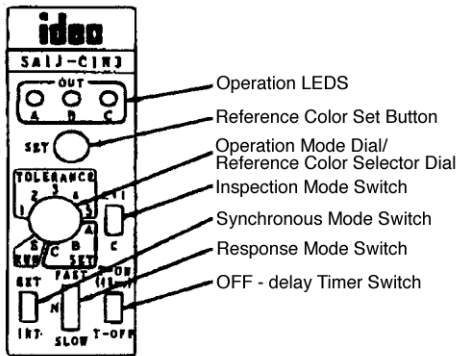 idec
SA1J-C1N3
OUT
A B C
SET
TOLERANCE
1 2 3 4 5
C+I
C
A
B
C
S
RUN
SET
EXT
INT
FAST
N
SLOW
T-ON
T-OFF
Operation LEDS
Reference Color Set Button
Operation Mode Dial/
Reference Color Selector Dial
Inspection Mode Switch
Synchronous Mode Switch
Response Mode Switch
OFF - delay Timer Switch